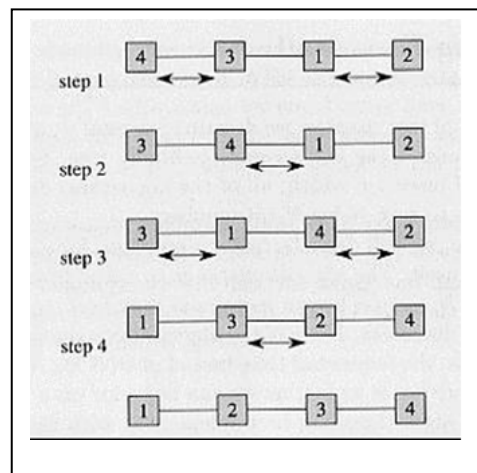 4 3 1 2
step 1
3 4 1 2
step 2
3 1 4 2
step 3
1 3 2 4
step 4
1 2 3 4